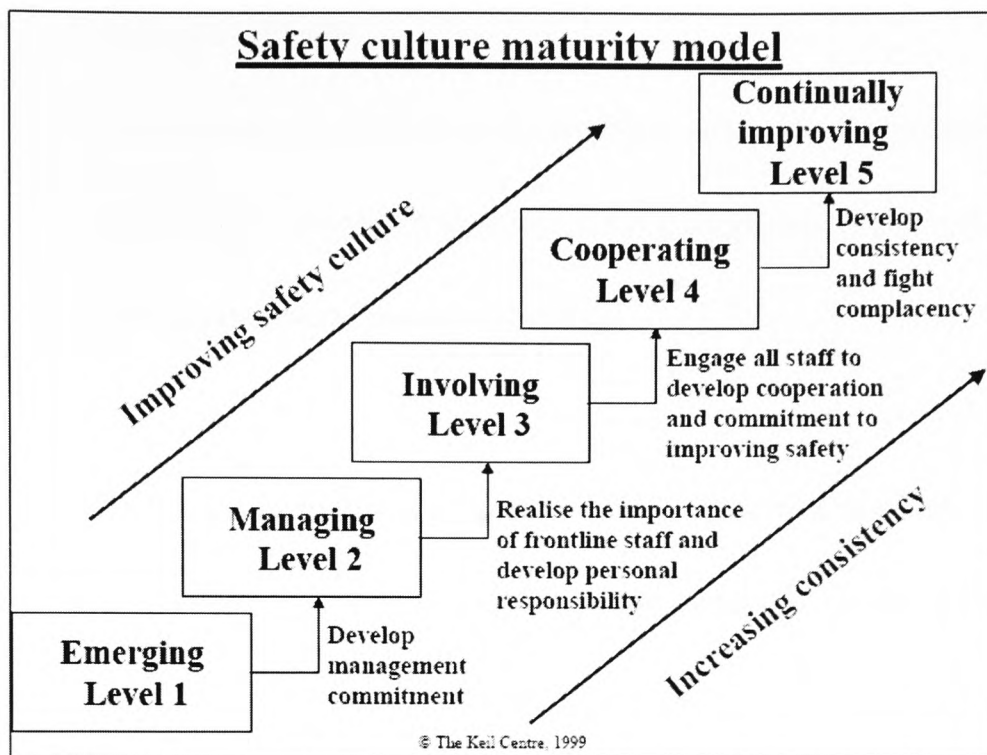 Safety culture maturity model
Continually
improving
Level 5
Develop
consistency
and fight
complacency
Cooperating
Level 4
Engage all staff to
develop cooperation
and commitment to
improving safety
Improving safety culture
Involving
Level 3
Realise the importance
of frontline staff and
develop personal
responsibility
Managing
Level 2
Develop
management
commitment
Emerging
Level 1
Increasing consistency
© The Keil Centre, 1999